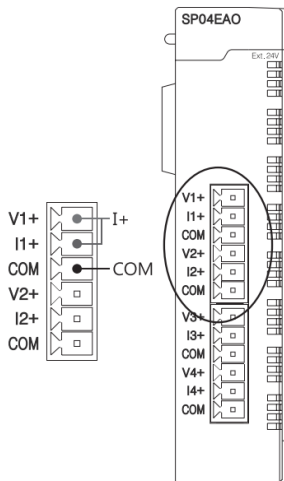 SP04EAO
Ext. 24V
V1+
I1+
COM
V2+
I2+
COM
V3+
I3+
COM
V4+
I4+
COM
V1+
I1+
COM
V2+
I2+
COM
I+
COM